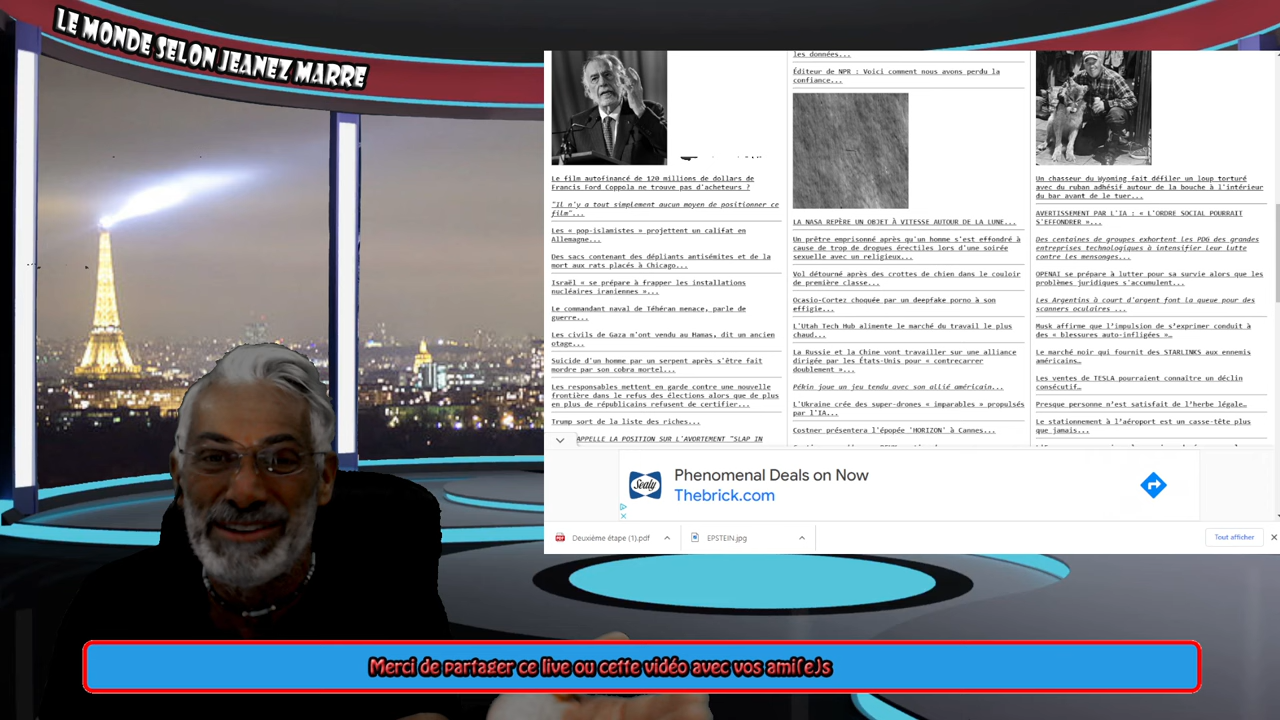 LE MONDE SELON JEANEZ MARRE
Le film autofinancé de 120 millions de dollars de
Francis Ford Coppola ne trouve pas d'acheteurs ?
"Il n'y a tout simplement aucun moyen de positionner ce
film"...
Les « pop-islamistes » projettent un califat en
Allemagne...
Des sacs contenant des dépliants antisémites et de la
mort aux rats placés à Chicago...
Israël « se prépare à frapper les installations
nucléaires iraniennes »...
Le commandant naval de Téhéran menace, parle de
guerre...
Les civils de Gaza m'ont vendu au Hamas, dit un ancien
otage...
Suicide d'un homme par un serpent après s'être fait
mordre par son cobra mortel...
Les responsables mettent en garde contre une nouvelle
frontière dans le refus des élections alors que de plus
en plus de républicains refusent de certifier...
Trump sort de la liste des riches...
APPELLE LA POSITION SUR L'AVORTEMENT "SLAP IN
les données...
Éditeur de NPR : Voici comment nous avons perdu la
confiance...
LA NASA REPÈRE UN OBJET À VITESSE AUTOUR DE LA LUNE...
Un prêtre emprisonné après qu'un homme s'est effondré à
cause de trop de drogues érectiles lors d'une soirée
sexuelle avec un religieux...
Vol détourné après des crottes de chien dans le couloir
de première classe...
Ocasio-Cortez choquée par un deepfake porno à son
effigie...
L'Utah Tech Hub alimente le marché du travail le plus
chaud...
La Russie et la Chine vont travailler sur une alliance
dirigée par les États-Unis pour « contrecarrer
doublement »...
Pékin joue un jeu tendu avec son allié américain...
L'Ukraine crée des super-drones « imparables » propulsés
par l'IA...
Costner présentera l'épopée 'HORIZON' à Cannes...
Un chasseur du Wyoming fait défiler un loup torturé
avec du ruban adhésif autour de la bouche à l'intérieur
du bar avant de le tuer...
AVERTISSEMENT PAR L'IA : « L'ORDRE SOCIAL POURRAIT
S'EFFONDRER »...
Des centaines de groupes exhortent les PDG des grandes
entreprises technologiques à intensifier leur lutte
contre les mensonges...
OPENAI se prépare à lutter pour sa survie alors que les
problèmes juridiques s'accumulent...
Les Argentins à court d'argent font la queue pour des
scanners oculaires ...
Musk affirme que l'impulsion de s'exprimer conduit à
des « blessures auto-infligées »…
Le marché noir qui fournit des STARLINKS aux ennemis
américains…
Les ventes de TESLA pourraient connaître un déclin
consécutif…
Presque personne n'est satisfait de l'herbe légale…
Le stationnement à l'aéroport est un casse-tête plus
que jamais...
Sealy
Phenomenal Deals on Now
Thebrick.com
Deuxième étape (1).pdf
EPSTEIN.jpg
Tout afficher
Merci de partager ce live ou cette vidéo avec vos ami(e)s